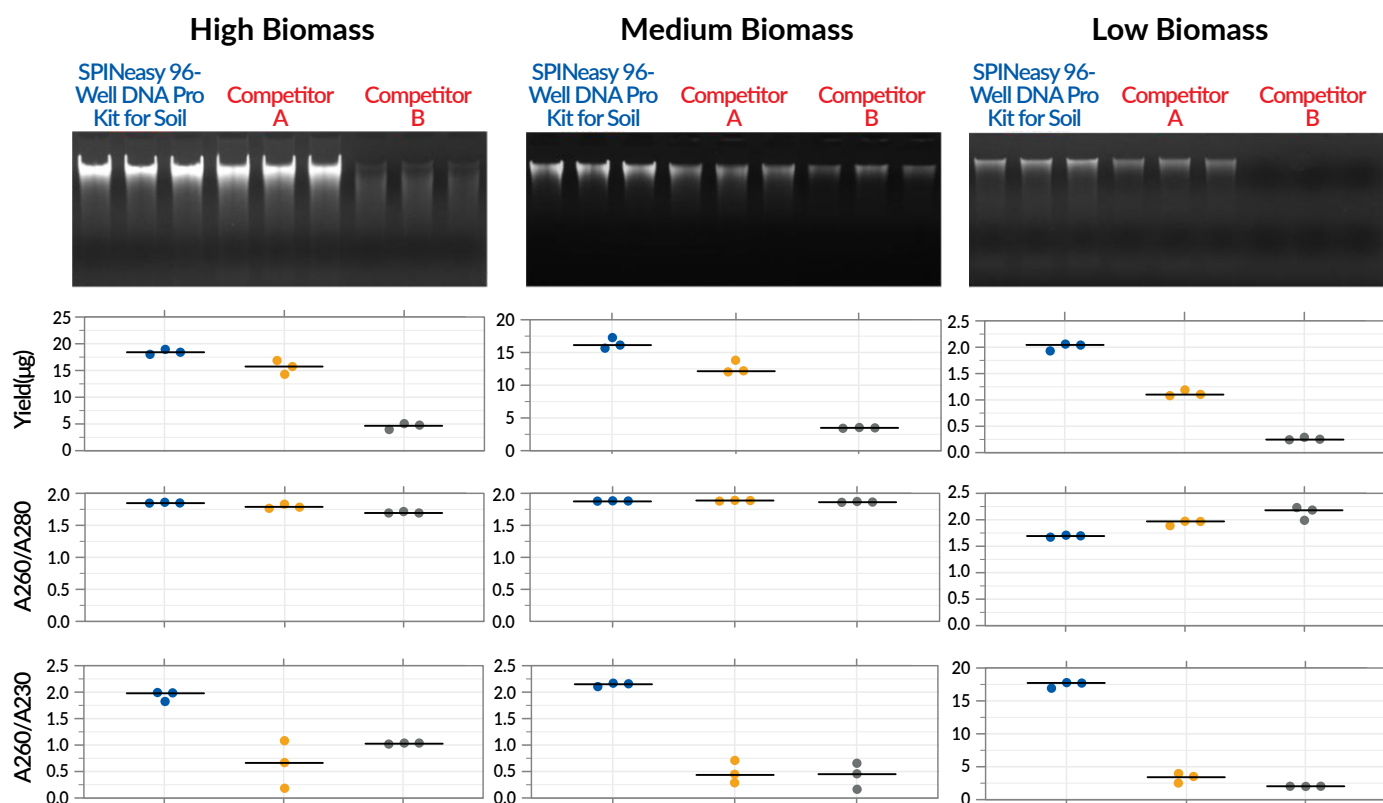 High Biomass
Medium Biomass
Low Biomass
SPINeasy 96-
Well DNA Pro
Kit for Soil
Competitor
A
Competitor
B
SPINeasy 96-
Well DNA Pro
Kit for Soil
Competitor
A
Competitor
B
SPINeasy 96-
Well DNA Pro
Kit for Soil
Competitor
A
Competitor
B
Yield(µg)
25
20
15
10
5
0
20
15
10
5
0
2.5
2.0
1.5
1.0
0.5
0.0
A260/A280
2.0
1.5
1.0
0.5
0.0
2.0
1.5
1.0
0.5
0.0
2.5
2.0
1.5
1.0
0.5
0.0
A260/A230
2.5
2.0
1.5
1.0
0.5
0.0
2.5
2.0
1.5
1.0
0.5
0.0
20
15
10
5
0